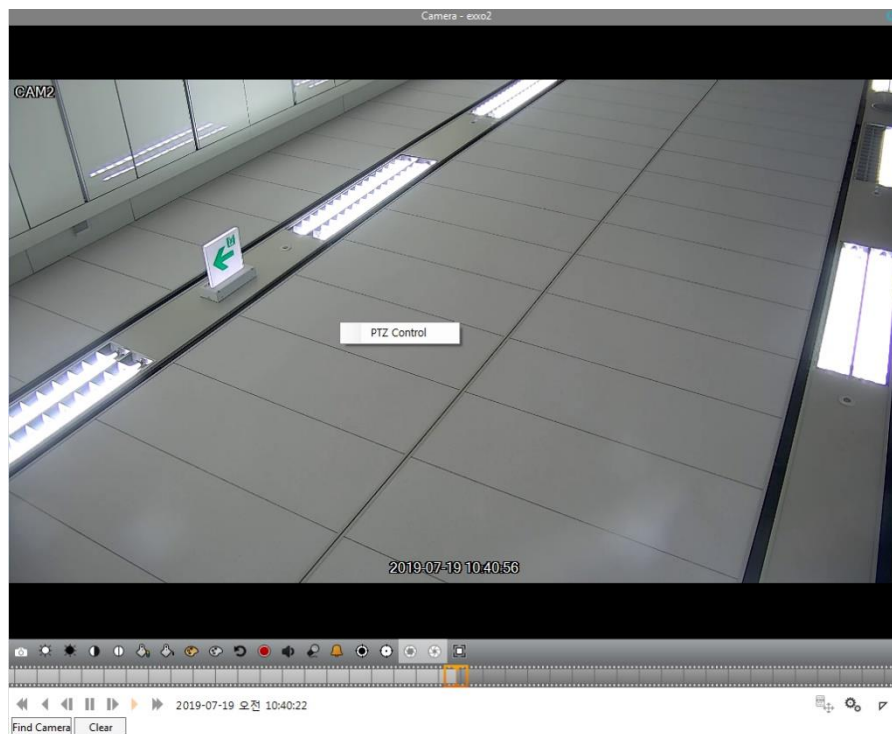 Camera - exxo2
CAM2
PTZ Control
2019-07-19 10:40:56
2019-07-19 오전 10:40:22
Find Camera
Clear